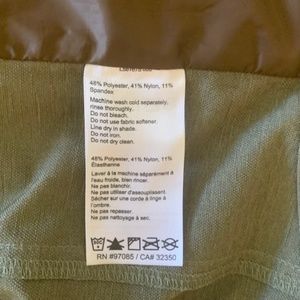 48% Polyester, 41% Nylon, 11%
Spandex
Machine wash cold separately,
rinse thoroughly.
Do not bleach.
Do not use fabric softener.
Line dry in shade.
Do not iron.
Do not dry clean.
48% Polyester, 41% Nylon, 11%
Élasthanne
Laver à la machine séparément à
l'eau froide, bien rincer.
Ne pas blanchir.
Ne pas utiliser d'assouplissant.
Sécher sur une corde à linge à
l'ombre.
Ne pas repasser.
Ne pas nettoyage à sec.
RN #97085 / CA# 32350